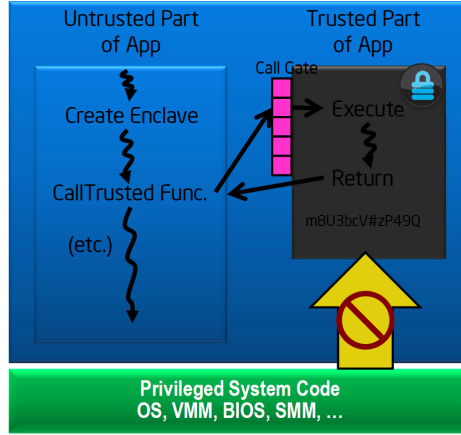 Untrusted Part
of App
Create Enclave
CallTrusted Func.
(etc.)
Trusted Part
of App
Call Gate
Execute
Return
m8U3bcV#zP49Q
Privileged System Code
OS, VMM, BIOS, SMM, …